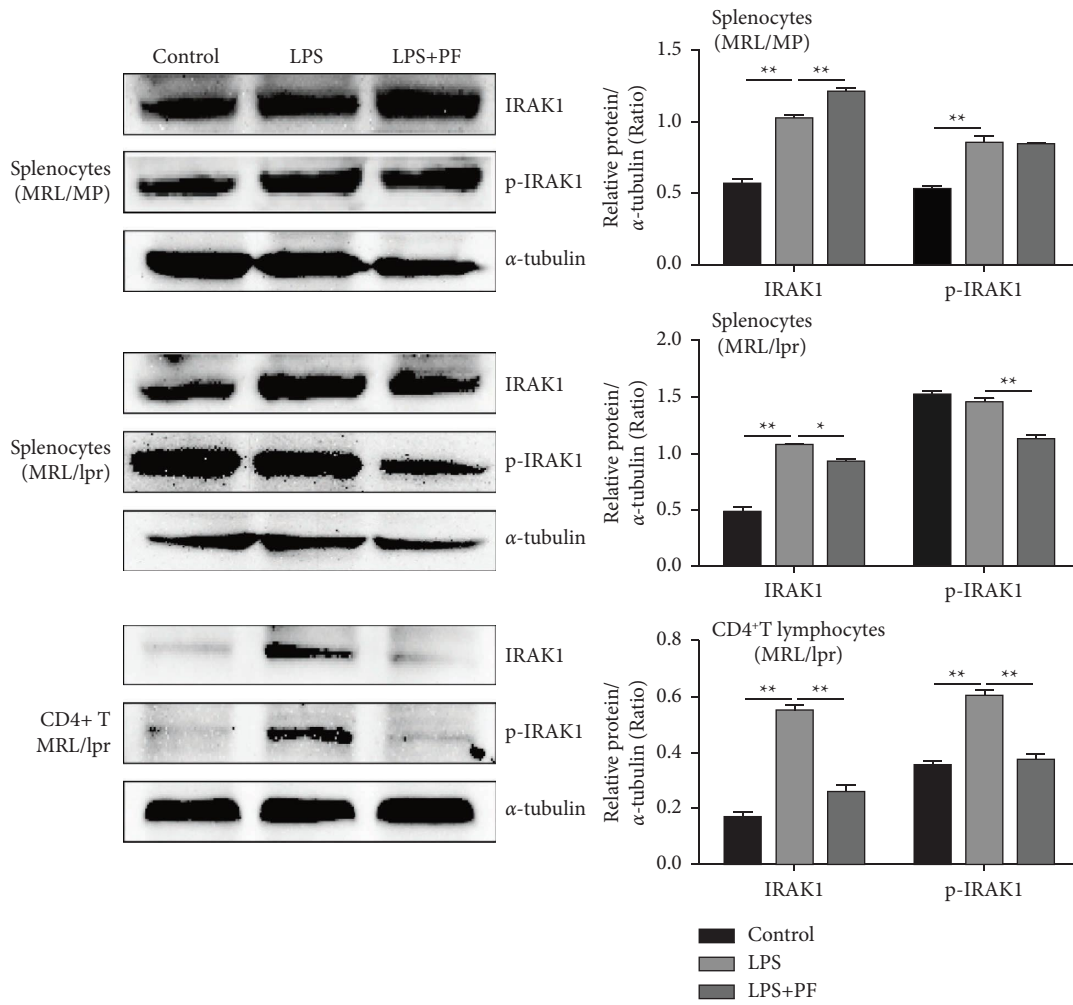 Control LPS LPS+PF
IRAK1
Splenocytes
(MRL/MP)
p-IRAK1
α-tubulin
IRAK1
Splenocytes
(MRL/lpr)
p-IRAK1
α-tubulin
IRAK1
CD4+ T
MRL/lpr
p-IRAK1
α-tubulin
Splenocytes
(MRL/MP)
Relative protein/
α-tubulin (Ratio)
1.5
1.0
0.5
0.0
** ** **
IRAK1 p-IRAK1
Splenocytes
(MRL/lpr)
Relative protein/
α-tubulin (Ratio)
2.0
1.5
1.0
0.5
0.0
** * **
IRAK1 p-IRAK1
CD4⁺T lymphocytes
(MRL/lpr)
Relative protein/
α-tubulin (Ratio)
0.8
0.6
0.4
0.2
0.0
** ** ** **
IRAK1 p-IRAK1
Control
LPS
LPS+PF